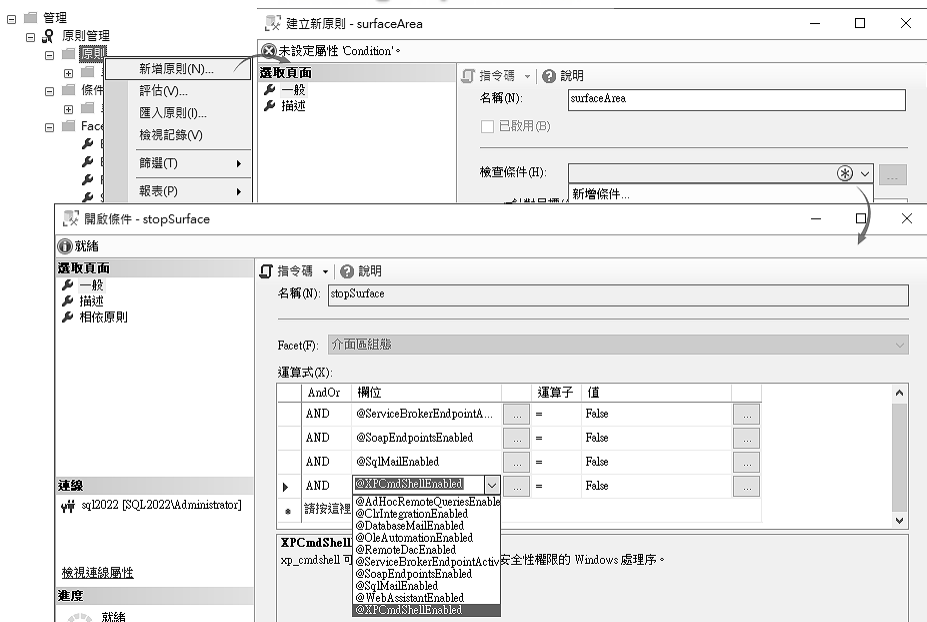 管理
原則管理
原則
新增原則(N)...
條件
評估(V)...
匯入原則(I)...
Face
檢視記錄(V)
篩選(T)
報表(P)
建立新原則 - surfaceArea
未設定屬性 'Condition'。
選取頁面
一般
描述
指令碼
說明
名稱(N):
surfaceArea
已啟用(B)
檢查條件(H):
...
新增條件...
開啟條件 - stopSurface
就緒
選取頁面
一般
描述
相依原則
指令碼
說明
名稱(N):
stopSurface
Facet(F):
介面區組態
運算式(X):
AndOr 欄位 運算子 值
AND @ServiceBrokerEndpointA... ... = False ...
AND @SoapEndpointsEnabled ... = False ...
AND @SqlMailEnabled ... = False ...
AND @XPCmdShellEnabled ... = False ...
請按這裡
@AdHocRemoteQueriesEnable
@ClrIntegrationEnabled
@DatabaseMailEnabled
@OleAutomationEnabled
@RemoteDacEnabled
@ServiceBrokerEndpointActiv
@SoapEndpointsEnabled
@SqlMailEnabled
@WebAssistantEnabled
@XPCmdShellEnabled
XPCmdShell
xp_cmdshell 可
安全性權限的 Windows 處理序。
連線
sql2022 [SQL2022\Administrator]
檢視連線屬性
進度
就緒